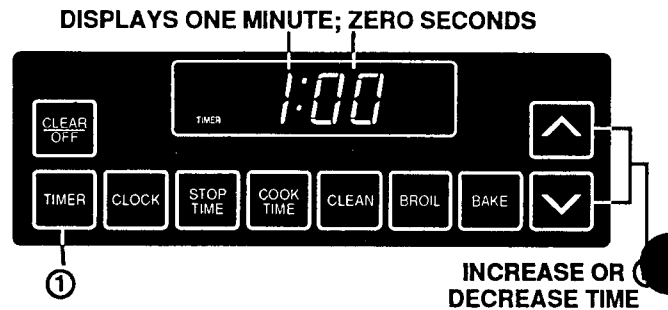 DISPLAYS ONE MINUTE; ZERO SECONDS
1:00
TIMER
CLEAR
OFF
TIMER
CLOCK
STOP
TIME
COOK
TIME
CLEAN
BROIL
BAKE
①
INCREASE OR
DECREASE TIME